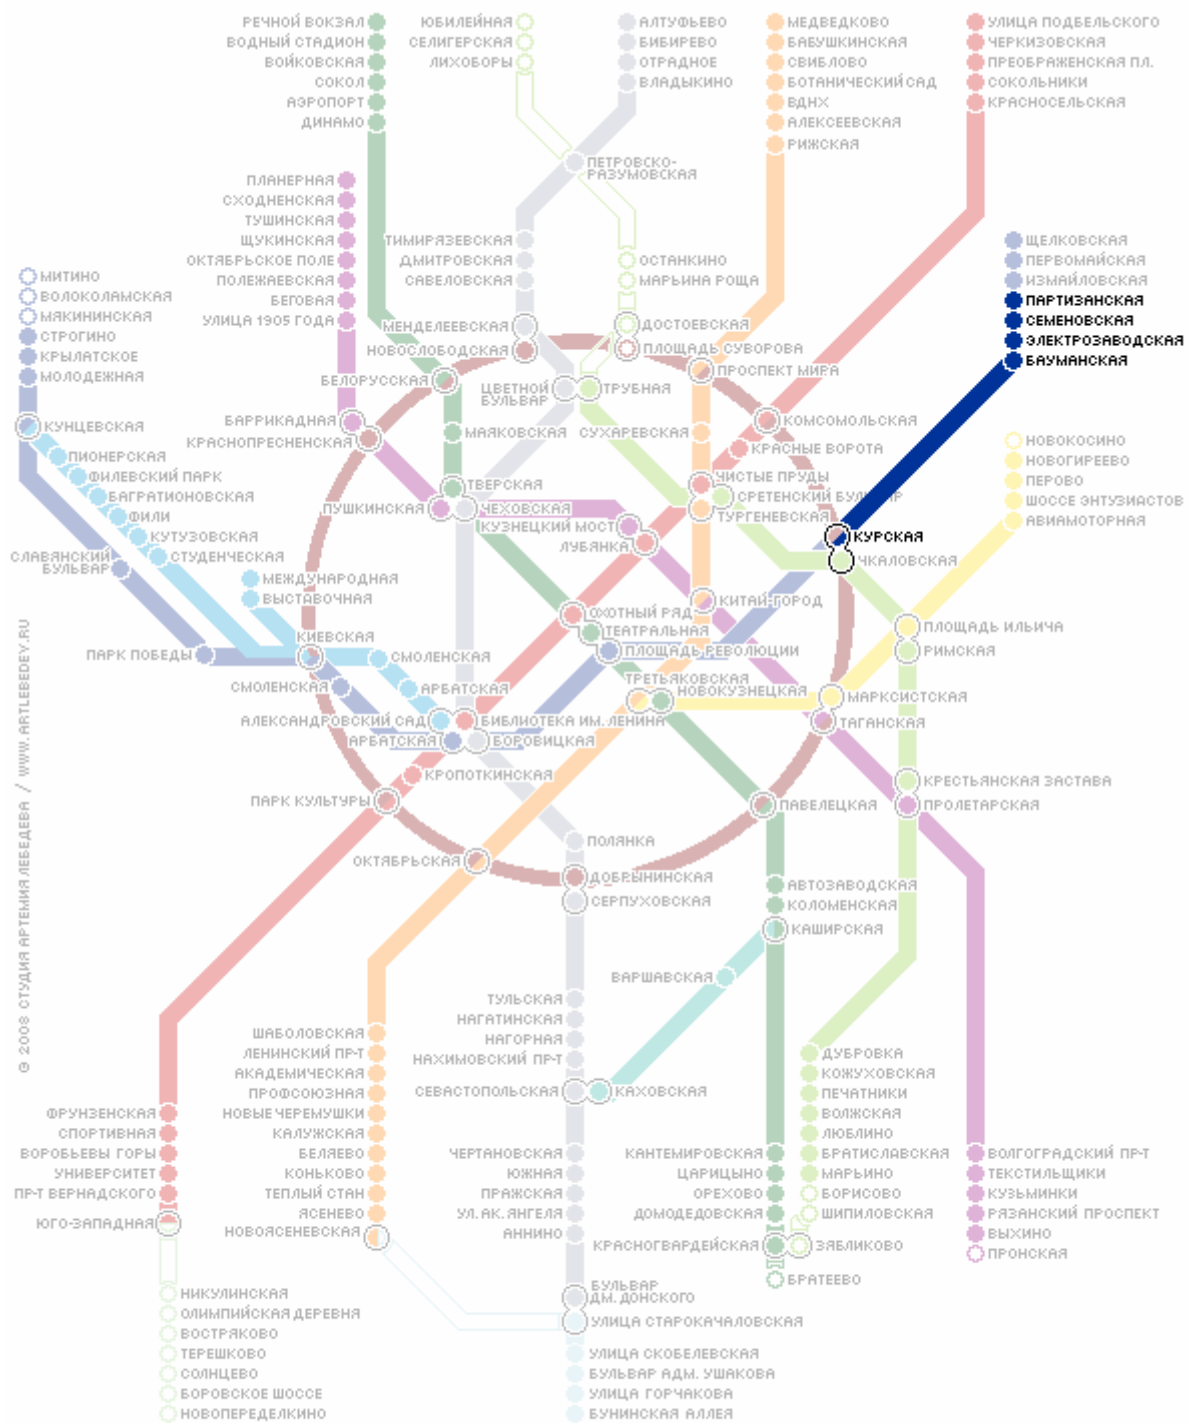 РЕЧНОЙ ВОКЗАЛ
ВОДНЫЙ СТАДИОН
ВОЙКОВСКАЯ
СОКОЛ
АЭРОПОРТ
ДИНАМО
ЮБИЛЕЙНАЯ
СЕЛИГЕРСКАЯ
ЛИХОБОРЫ
АЛТУФЬЕВО
БИБИРЕВО
ОТРАДНОЕ
ВЛАДЫКИНО
МЕДВЕДКОВО
БАБУШКИНСКАЯ
СВИБЛОВО
БОТАНИЧЕСКИЙ САД
ВДНХ
АЛЕКСЕЕВСКАЯ
РИЖСКАЯ
УЛИЦА ПОДБЕЛЬСКОГО
ЧЕРКИЗОВСКАЯ
ПРЕОБРАЖЕНСКАЯ ПЛ.
СОКОЛЬНИКИ
КРАСНОСЕЛЬСКАЯ
ПЕТРОВСКО-
РАЗУМОВСКАЯ
ПЛАНЕРНАЯ
СХОДНЕНСКАЯ
ТУШИНСКАЯ
ЩУКИНСКАЯ
ОКТЯБРЬСКОЕ ПОЛЕ
ПОЛЕЖАЕВСКАЯ
БЕГОВАЯ
УЛИЦА 1905 ГОДА
ТИМИРЯЗЕВСКАЯ
ДМИТРОВСКАЯ
САВЕЛОВСКАЯ
ОСТАНКИНО
МАРЬИНА РОЩА
ЩЕЛКОВСКАЯ
ПЕРВОМАЙСКАЯ
ИЗМАЙЛОВСКАЯ
ПАРТИЗАНСКАЯ
СЕМЕНОВСКАЯ
ЭЛЕКТРОЗАВОДСКАЯ
БАУМАНСКАЯ
МИТИНО
ВОЛОКОЛАМСКАЯ
МЯКИНИНСКАЯ
СТРОГИНО
КРЫЛАТСКОЕ
МОЛОДЕЖНАЯ
МЕНДЕЛЕЕВСКАЯ
НОВОСЛОБОДСКАЯ
ДОСТОЕВСКАЯ
ПЛОЩАДЬ СУВОРОВА
ПРОСПЕКТ МИРА
БЕЛОРУССКАЯ
ЦВЕТНОЙ
БУЛЬВАР
ТРУБНАЯ
КУНЦЕВСКАЯ
БАРРИКАДНАЯ
КРАСНОПРЕСНЕНСКАЯ
МАЯКОВСКАЯ
СУХАРЕВСКАЯ
КОМСОМОЛЬСКАЯ
КРАСНЫЕ ВОРОТА
НОВОКОСИНО
НОВОГИРЕЕВО
ПЕРОВО
ШОССЕ ЭНТУЗИАСТОВ
АВИАМОТОРНАЯ
ПИОНЕРСКАЯ
ФИЛЕВСКИЙ ПАРК
БАГРАТИОНОВСКАЯ
ФИЛИ
КУТУЗОВСКАЯ
СТУДЕНЧЕСКАЯ
ТВЕРСКАЯ
ПУШКИНСКАЯ
ЧЕХОВСКАЯ
ЧИСТЫЕ ПРУДЫ
СРЕТЕНСКИЙ БУЛЬВАР
ТУРГЕНЕВСКАЯ
КУЗНЕЦКИЙ МОСТ
ЛУБЯНКА
КУРСКАЯ
ЧКАЛОВСКАЯ
СЛАВЯНСКИЙ
БУЛЬВАР
МЕЖДУНАРОДНАЯ
ВЫСТАВОЧНАЯ
КИТАЙ-ГОРОД
ОХОТНЫЙ РЯД
ТЕАТРАЛЬНАЯ
ПЛОЩАДЬ РЕВОЛЮЦИИ
ПЛОЩАДЬ ИЛЬИЧА
РИМСКАЯ
КИЕВСКАЯ
ПАРК ПОБЕДЫ
СМОЛЕНСКАЯ
СМОЛЕНСКАЯ
АРБАТСКАЯ
ТРЕТЬЯКОВСКАЯ
НОВОКУЗНЕЦКАЯ
МАРКСИСТСКАЯ
ТАГАНСКАЯ
АЛЕКСАНДРОВСКИЙ САД
БИБЛИОТЕКА ИМ. ЛЕНИНА
АРБАТСКАЯ
БОРОВИЦКАЯ
КРОПОТКИНСКАЯ
ПАРК КУЛЬТУРЫ
КРЕСТЬЯНСКАЯ ЗАСТАВА
ПРОЛЕТАРСКАЯ
ПАВЕЛЕЦКАЯ
ПОЛЯНКА
ОКТЯБРЬСКАЯ
ДОБРЫНИНСКАЯ
СЕРПУХОВСКАЯ
АВТОЗАВОДСКАЯ
КОЛОМЕНСКАЯ
КАШИРСКАЯ
ВАРШАВСКАЯ
© 2008 СТУДИЯ АРТЕМИЯ ЛЕБЕДЕВА / WWW.ARTLEBEDEV.RU
ТУЛЬСКАЯ
НАГАТИНСКАЯ
НАГОРНАЯ
НАХИМОВСКИЙ ПР-Т
СЕВАСТОПОЛЬСКАЯ
КАХОВСКАЯ
ШАБОЛОВСКАЯ
ЛЕНИНСКИЙ ПР-Т
АКАДЕМИЧЕСКАЯ
ПРОФСОЮЗНАЯ
НОВЫЕ ЧЕРЕМУШКИ
КАЛУЖСКАЯ
БЕЛЯЕВО
КОНЬКОВО
ТЕПЛЫЙ СТАН
ЯСЕНЕВО
НОВОЯСЕНЕВСКАЯ
ДУБРОВКА
КОЖУХОВСКАЯ
ПЕЧАТНИКИ
ВОЛЖСКАЯ
ЛЮБЛИНО
БРАТИСЛАВСКАЯ
МАРЬИНО
БОРИСОВО
ШИПИЛОВСКАЯ
ЗЯБЛИКОВО
ФРУНЗЕНСКАЯ
СПОРТИВНАЯ
ВОРОБЬЕВЫ ГОРЫ
УНИВЕРСИТЕТ
ПР-Т ВЕРНАДСКОГО
ЮГО-ЗАПАДНАЯ
ЧЕРТАНОВСКАЯ
ЮЖНАЯ
ПРАЖСКАЯ
УЛ. АК. ЯНГЕЛЯ
АННИНО
КАНТЕМИРОВСКАЯ
ЦАРИЦЫНО
ОРЕХОВО
ДОМОДЕДОВСКАЯ
КРАСНОГВАРДЕЙСКАЯ
БРАТЕЕВО
ВОЛГОГРАДСКИЙ ПР-Т
ТЕКСТИЛЬЩИКИ
КУЗЬМИНКИ
РЯЗАНСКИЙ ПРОСПЕКТ
ВЫХИНО
ПРОНСКАЯ
БУЛЬВАР
ДМ. ДОНСКОГО
УЛИЦА СТАРОКАЧАЛОВСКАЯ
УЛИЦА СКОБЕЛЕВСКАЯ
БУЛЬВАР АДМ. УШАКОВА
УЛИЦА ГОРЧАКОВА
БУНИНСКАЯ АЛЛЕЯ
НИКУЛИНСКАЯ
ОЛИМПИЙСКАЯ ДЕРЕВНЯ
ВОСТРЯКОВО
ТЕРЕШКОВО
СОЛНЦЕВО
БОРОВСКОЕ ШОССЕ
НОВОПЕРЕДЕЛКИНО